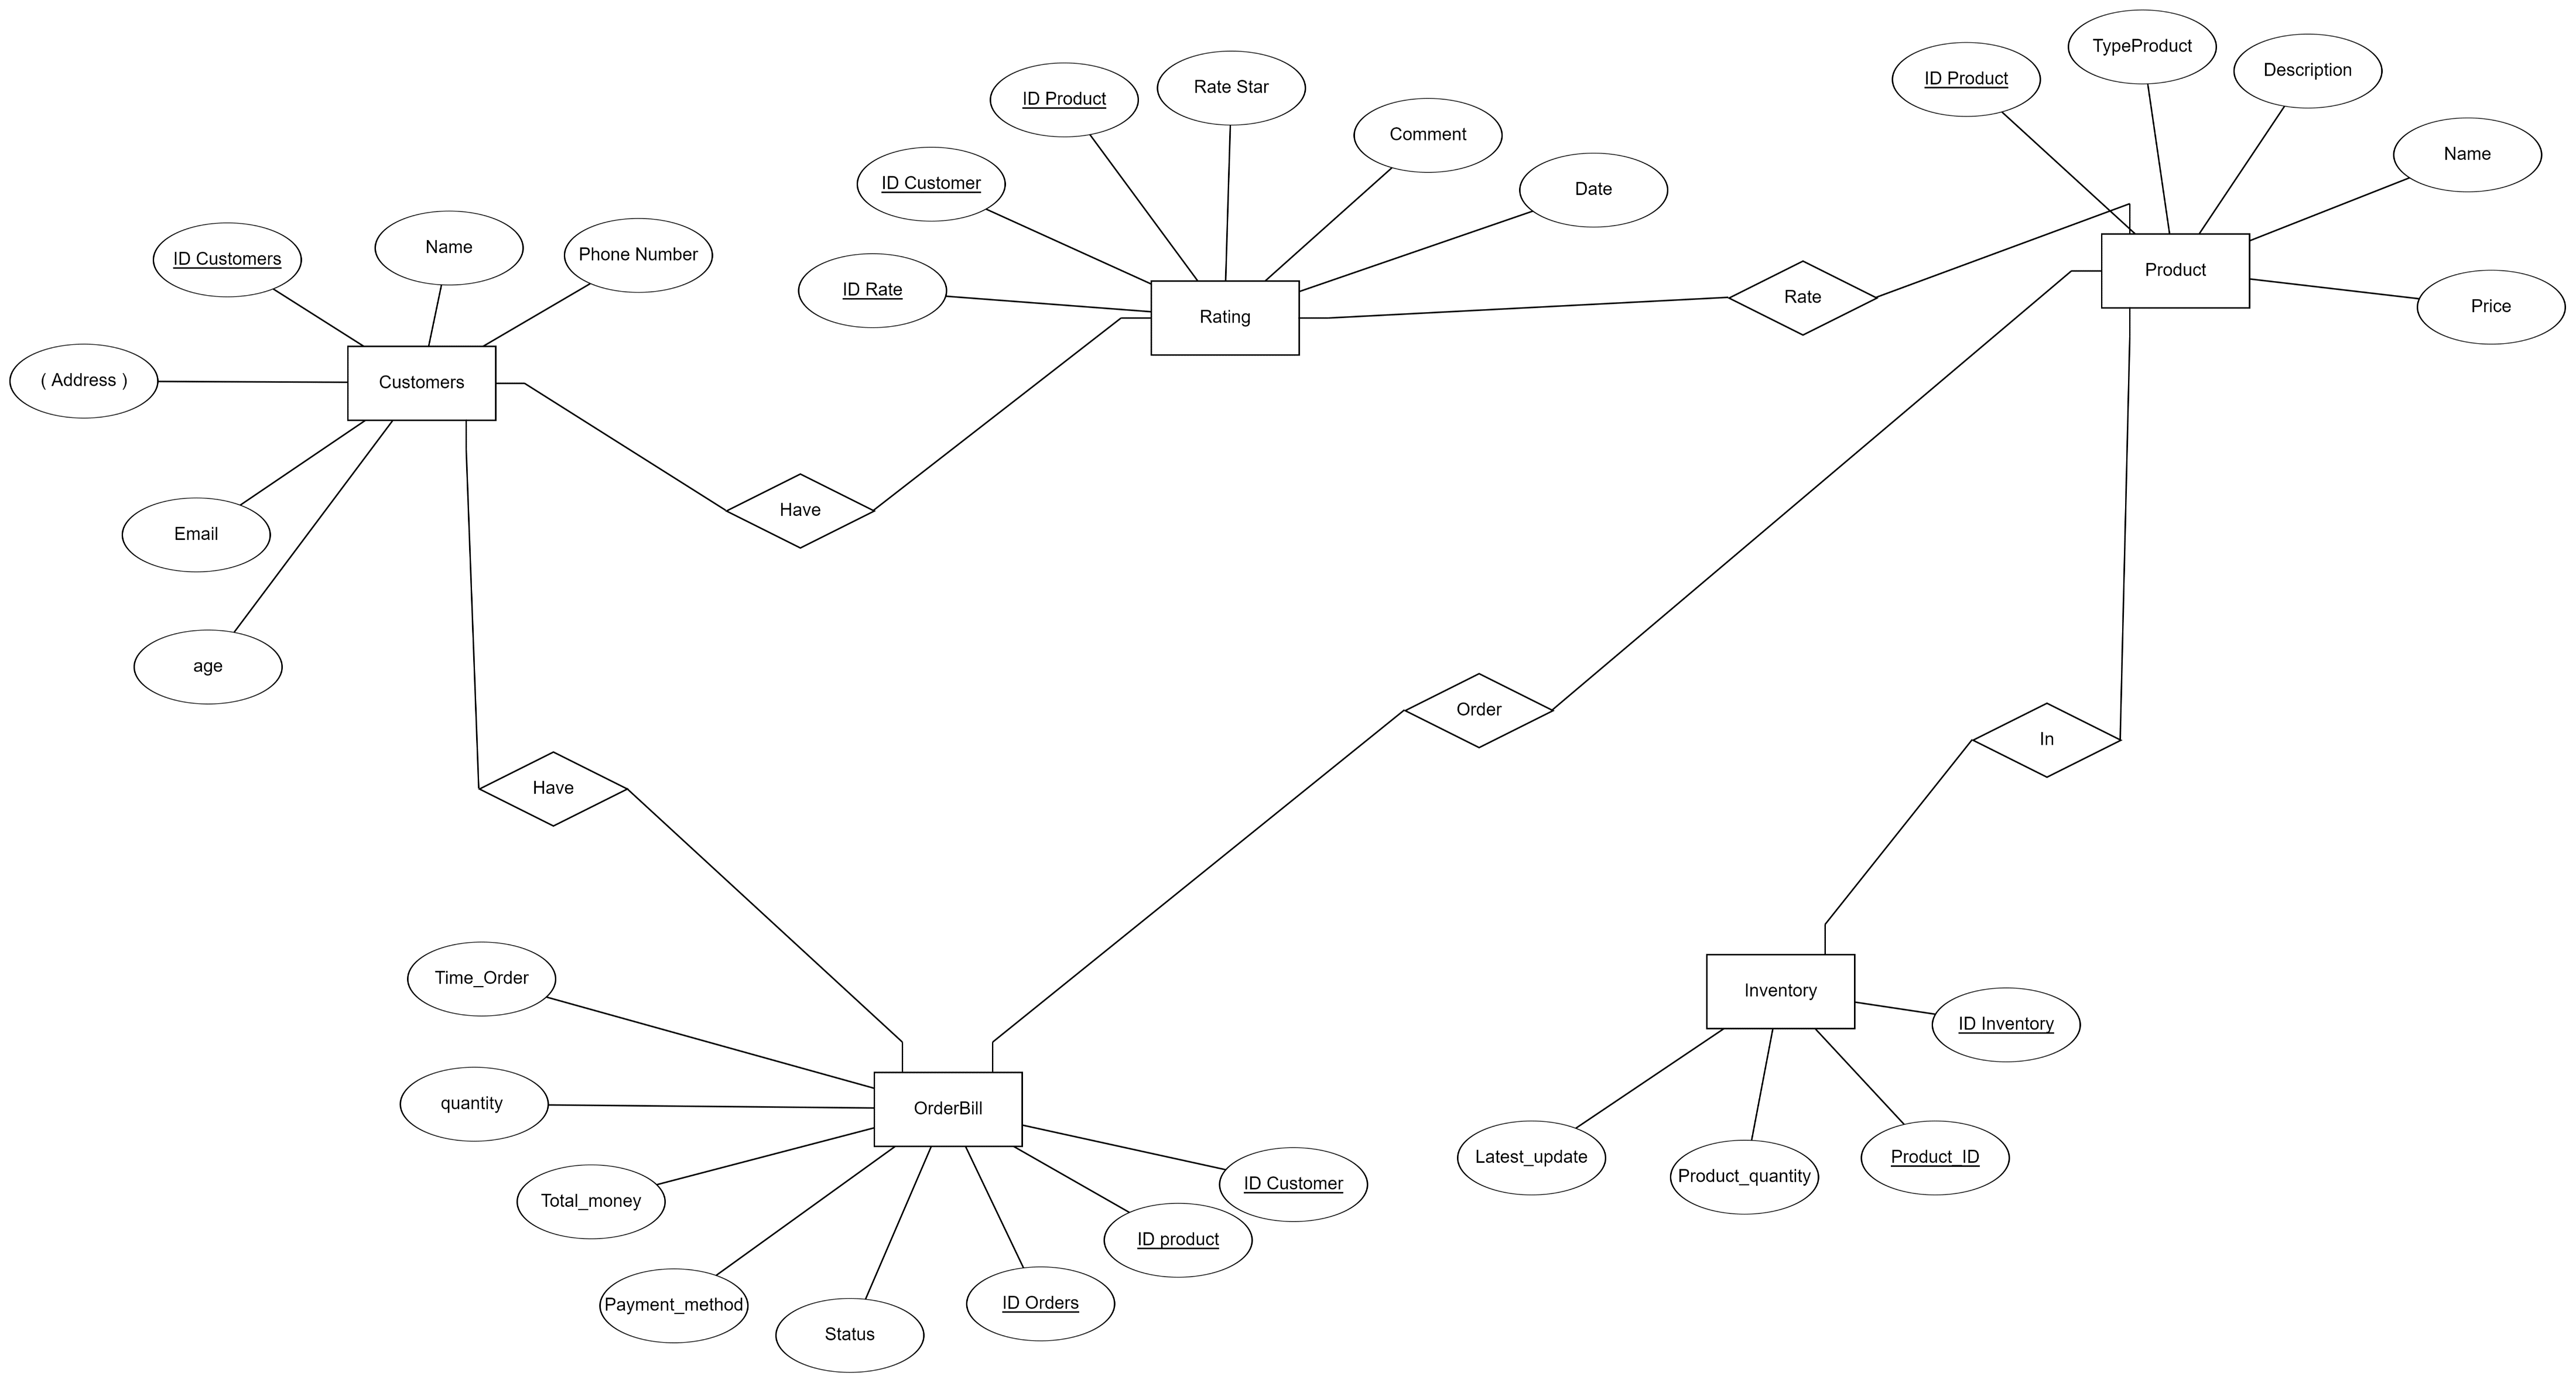 TypeProduct
Description
ID Product
Rate Star
ID Product
Comment
Name
ID Customer
Date
Name
Phone Number
ID Customers
Product
ID Rate
Rate
Price
Rating
( Address )
Customers
Have
Email
age
Order
In
Have
Time_Order
Inventory
ID Inventory
quantity
OrderBill
Latest_update
Product_ID
Product_quantity
ID Customer
Total_money
ID product
ID Orders
Payment_method
Status